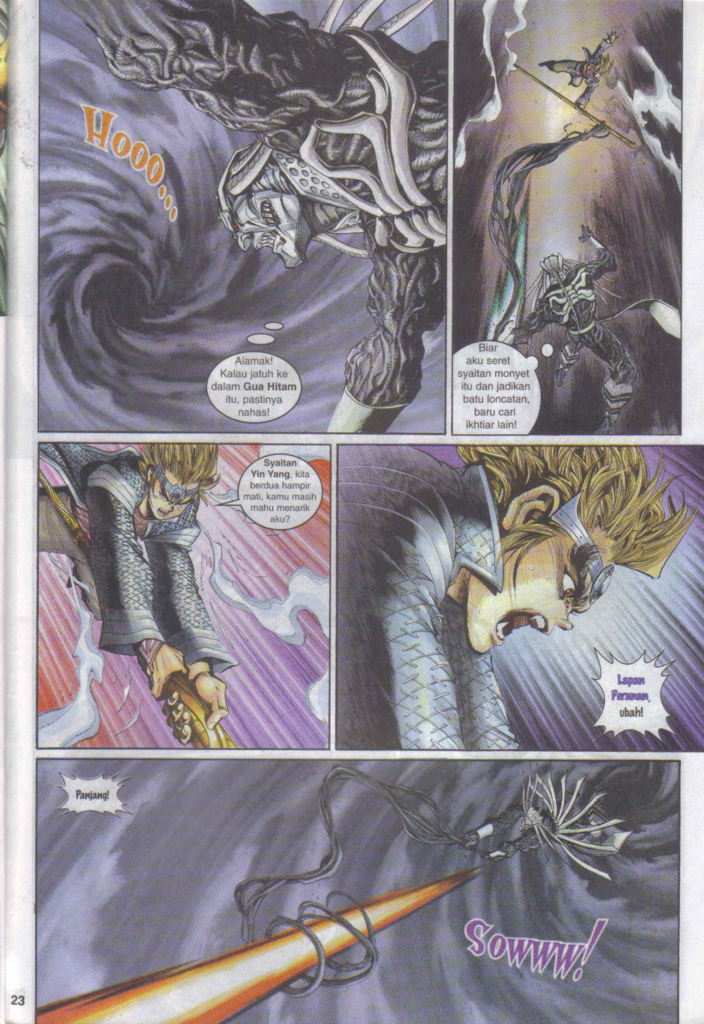 Hooo...
Alamak!
Kalau jatuh ke
dalam Gua Hitam
itu, pastinya
nahas!
Biar
aku seret
syaitan monyet
itu dan jadikan
batu loncatan,
baru cari
ikhtiar lain!
Syaitan
Yin Yang, kita
berdua hampir
mati, kamu masih
mahu menarik
aku?
Lapan
Peranan,
ubah!
Panjang!
Sowww!
23